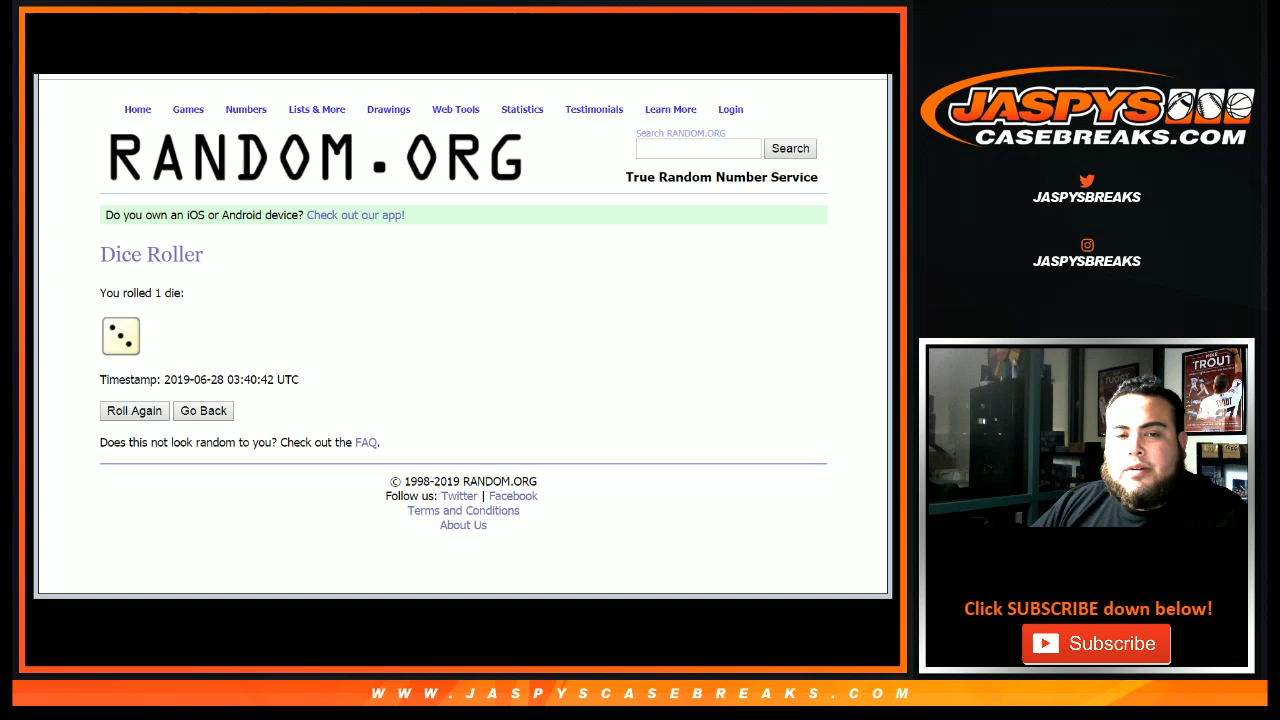 Home Games Numbers Lists & More Drawings Web Tools Statistics Testimonials Learn More Login
RANDOM.ORG
Search RANDOM.ORG
Search
True Random Number Service
Do you own an iOS or Android device? Check out our app!
Dice Roller
You rolled 1 die:
Timestamp: 2019-06-28 03:40:42 UTC
Roll Again Go Back
Does this not look random to you? Check out the FAQ.
© 1998-2019 RANDOM.ORG
Follow us: Twitter | Facebook
Terms and Conditions
About Us
JASPYS
CASEBREAKS.COM
JASPYSBREAKS
JASPYSBREAKS
MIKE
TROUT
27
Click SUBSCRIBE down below!
Subscribe
WWW.JASPYSCASEBREAKS.COM